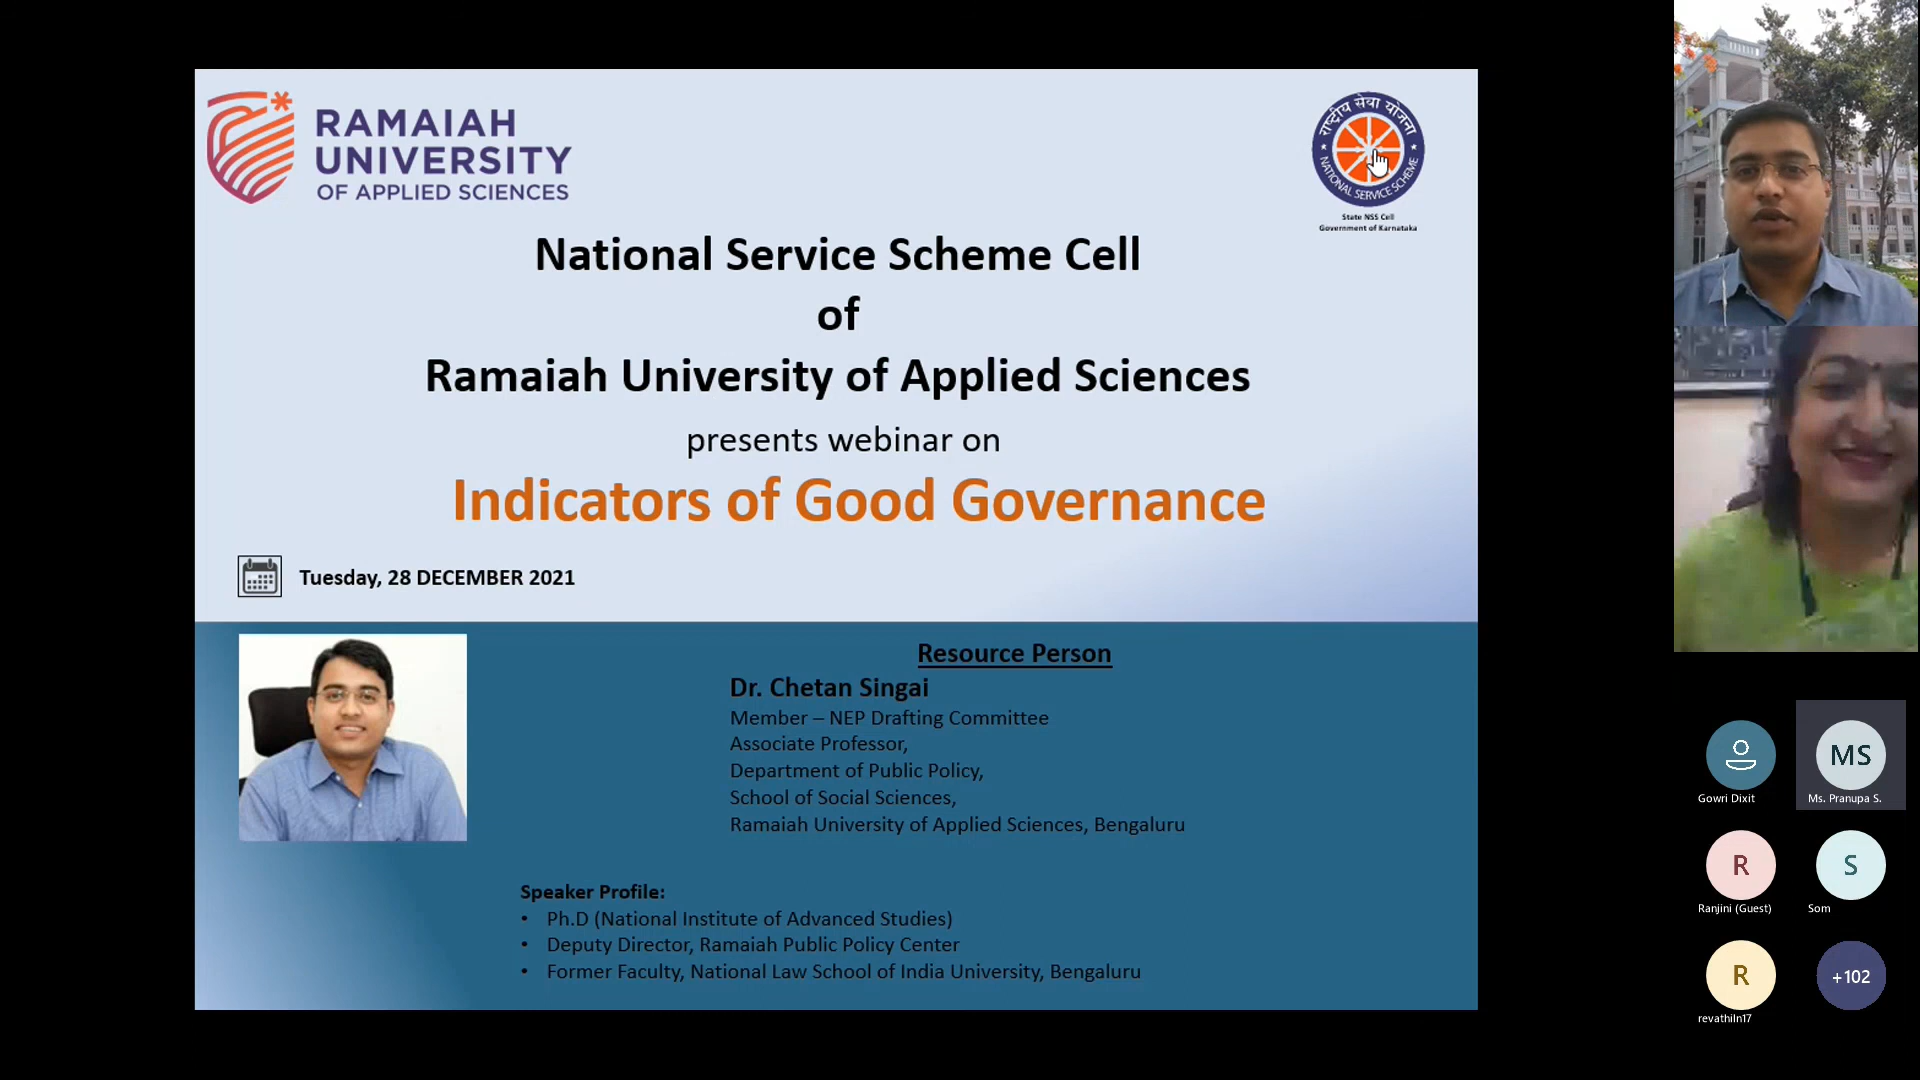 RAMAIAH
UNIVERSITY
OF APPLIED SCIENCES
राष्ट्रीय सेवा योजना
NATIONAL SERVICE SCHEME
State NSS Cell
Government of Karnataka
National Service Scheme Cell
of
Ramaiah University of Applied Sciences
presents webinar on
Indicators of Good Governance
Tuesday, 28 DECEMBER 2021
Resource Person
Dr. Chetan Singai
Member – NEP Drafting Committee
Associate Professor,
Department of Public Policy,
School of Social Sciences,
Ramaiah University of Applied Sciences, Bengaluru
Speaker Profile:
• Ph.D (National Institute of Advanced Studies)
• Deputy Director, Ramaiah Public Policy Center
• Former Faculty, National Law School of India University, Bengaluru
MS
Gowri Dixit
Ms. Pranupa S.
R
S
Ranjini (Guest)
Som
R
+102
revathiln17